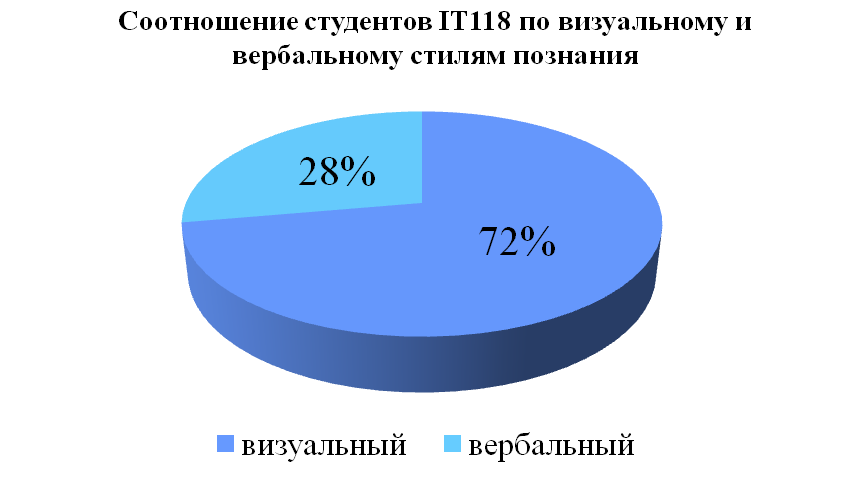 Соотношение студентов IT118 по визуальному и
вербальному стилям познания
28%
72%
визуальный вербальный